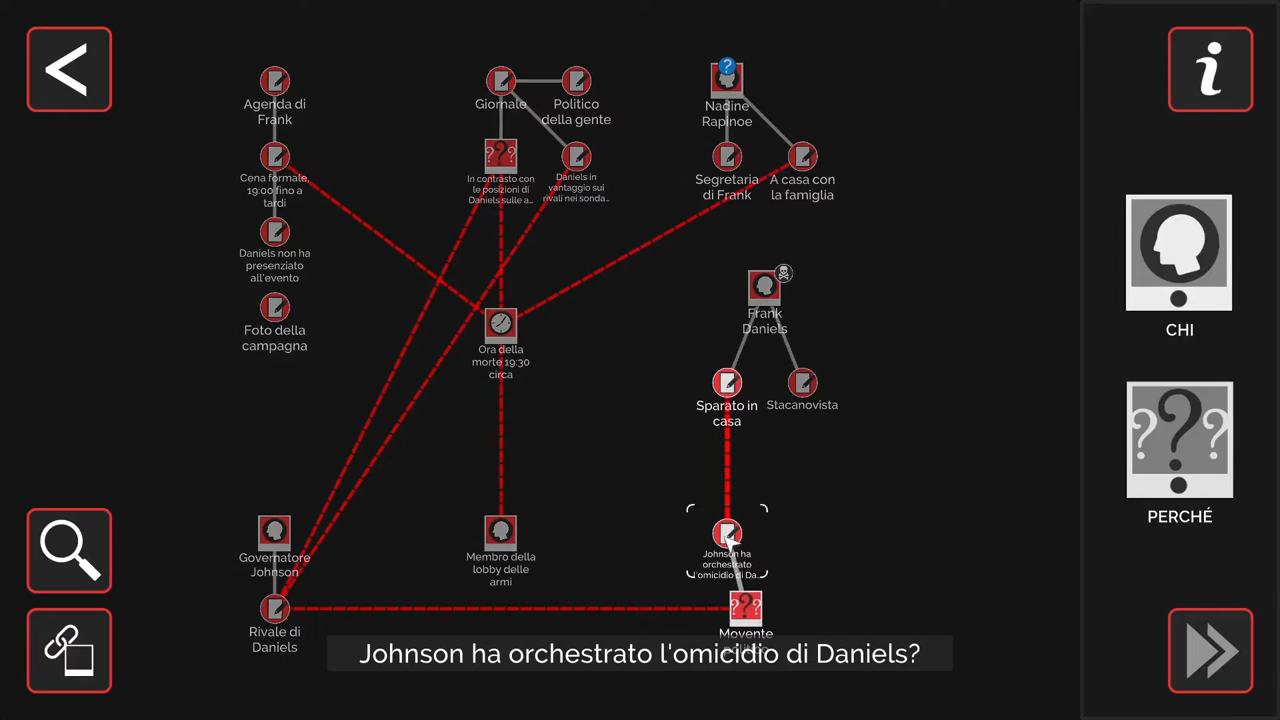 Agenda di
Frank
Giornale
Politico
della gente
?
Nadine
Rapinoe
Cena formale,
19:00 fino a
tardi
???
In contrasto con
le posizioni di
Daniels sulle a...
Daniels in
vantaggio sui
rivali nei sonda...
Segretaria
di Frank
A casa con
la famiglia
Daniels non ha
presenziato
all'evento
Foto della
campagna
Ora della
morte 19:30
circa
Frank
Daniels
Sparato in
casa
Stacanovista
Governatore
Johnson
Membro della
lobby delle
armi
Johnson ha
orchestrato
l'omicidio di Da...
Rivale di
Daniels
???
Movente
Johnson ha orchestrato l'omicidio di Daniels?
i
CHI
???
PERCHÉ